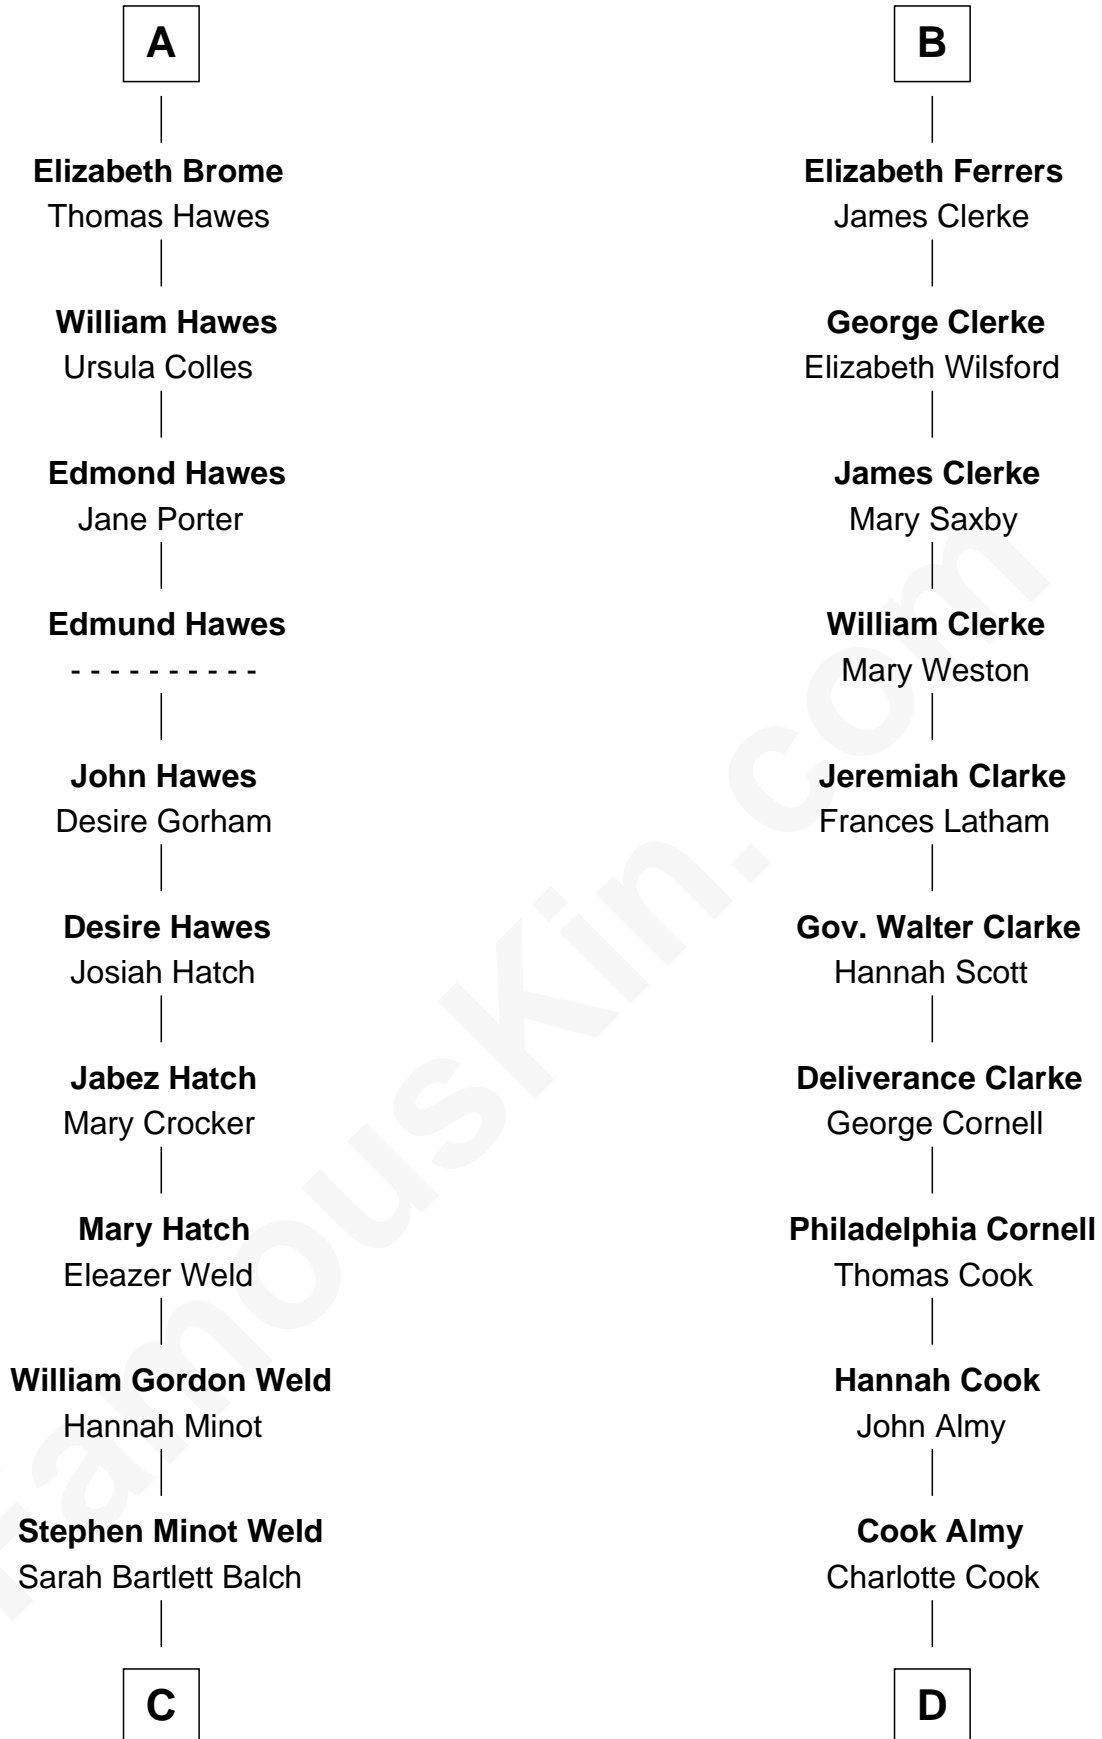 A
Elizabeth Brome
Thomas Hawes
William Hawes
Ursula Colles
Edmond Hawes
Jane Porter
Edmund Hawes
- - - - - - - - - -
John Hawes
Desire Gorham
Desire Hawes
Josiah Hatch
Jabez Hatch
Mary Crocker
Mary Hatch
Eleazer Weld
William Gordon Weld
Hannah Minot
Stephen Minot Weld
Sarah Bartlett Balch
C
B
Elizabeth Ferrers
James Clerke
George Clerke
Elizabeth Wilsford
James Clerke
Mary Saxby
William Clerke
Mary Weston
Jeremiah Clarke
Frances Latham
Gov. Walter Clarke
Hannah Scott
Deliverance Clarke
George Cornell
Philadelphia Cornell
Thomas Cook
Hannah Cook
John Almy
Cook Almy
Charlotte Cook
D
FamousKin.com